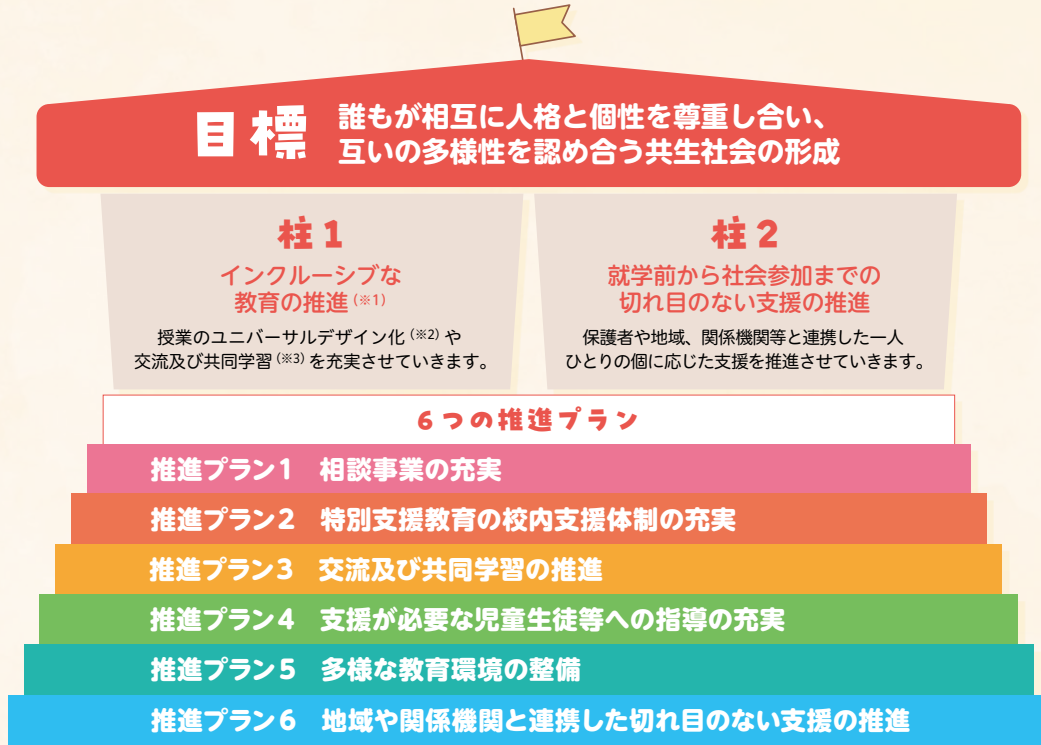 目標
誰もが相互に人格と個性を尊重し合い、
互いの多様性を認め合う共生社会の形成
柱1
インクルーシブな
教育の推進(※1)
授業のユニバーサルデザイン化(※2)や
交流及び共同学習(※3)を充実させていきます。
柱2
就学前から社会参加までの
切れ目のない支援の推進
保護者や地域、関係機関等と連携した一人
ひとりの個に応じた支援を推進させていきます。
6つの推進プラン
推進プラン1 相談事業の充実
推進プラン2 特別支援教育の校内支援体制の充実
推進プラン3 交流及び共同学習の推進
推進プラン4 支援が必要な児童生徒等への指導の充実
推進プラン5 多様な教育環境の整備
推進プラン6 地域や関係機関と連携した切れ目のない支援の推進